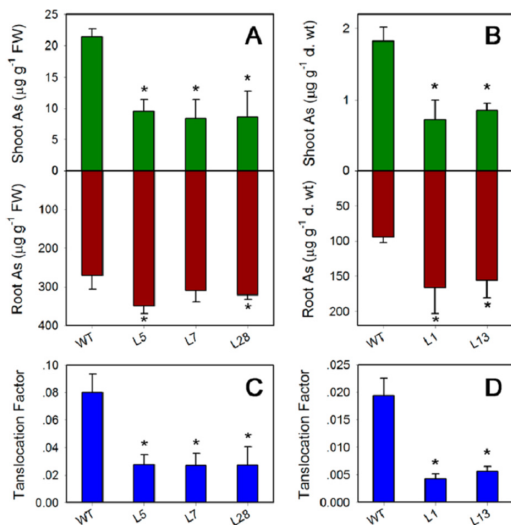 A
Shoot As (µg g⁻¹ FW)
25
20
15
10
5
0
* * *
Root As (µg g⁻¹ FW)
100
200
300
400
* *
WT L5 L7 L28
B
Shoot As (µg g⁻¹ d. wt)
2
1
0
* *
Root As (µg g⁻¹ d. wt)
50
100
150
200
* *
WT L1 L13
C
Tanslocation Factor
.10
.08
.06
.04
.02
0.00
* * *
WT L5 L7 L28
D
Tanslocation Factor
.025
.020
.015
.010
.005
0.000
* *
WT L1 L13